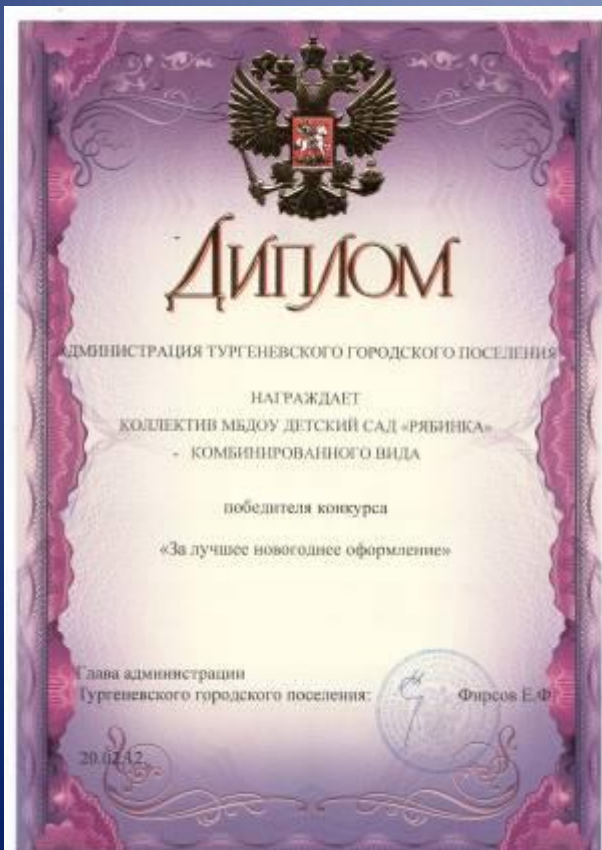 ДИПЛОМ
АДМИНИСТРАЦИЯ ТУРГЕНЕВСКОГО ГОРОДСКОГО ПОСЕЛЕНИЯ
НАГРАЖДАЕТ
КОЛЛЕКТИВ МБДОУ ДЕТСКИЙ САД «РЯБИНКА»
- КОМБИНИРОВАННОГО ВИДА
победителя конкурса
«За лучшее новогоднее оформление»
Глава администрации
Тургеневского городского поселения: Фирсов Е.Ф
20.02.12